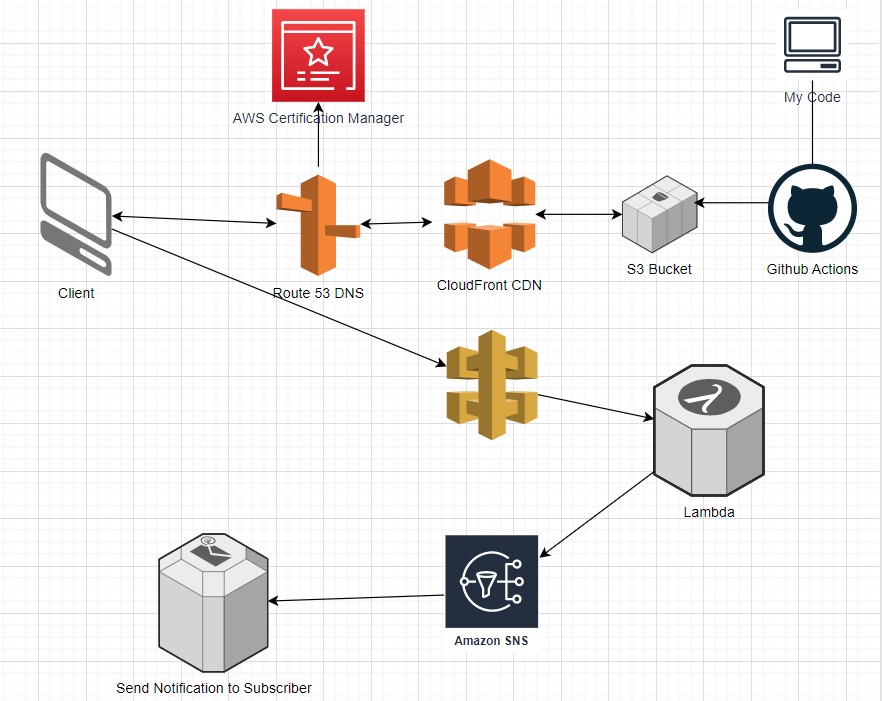 My Code
AWS Certification Manager
Client
Route 53 DNS
CloudFront CDN
S3 Bucket
Github Actions
Lambda
Amazon SNS
Send Notification to Subscriber